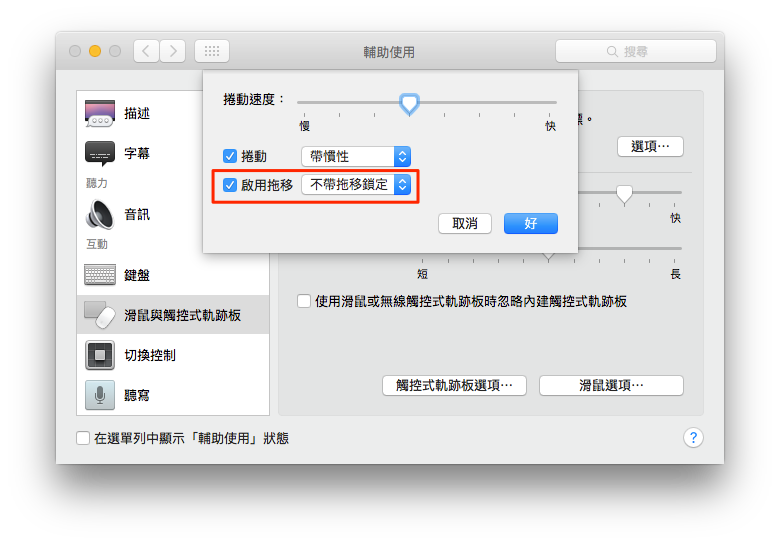 輔助使用
搜尋
描述
字幕
聽力
音訊
互動
鍵盤
滑鼠與觸控式軌跡板
切換控制
聽寫
捲動速度：
慢
快
捲動
帶慣性
啟用拖移
不帶拖移鎖定
取消
好
標。
選項⋯
快
短
長
使用滑鼠或無線觸控式軌跡板時忽略內建觸控式軌跡板
觸控式軌跡板選項⋯
滑鼠選項⋯
在選單列中顯示「輔助使用」狀態
?